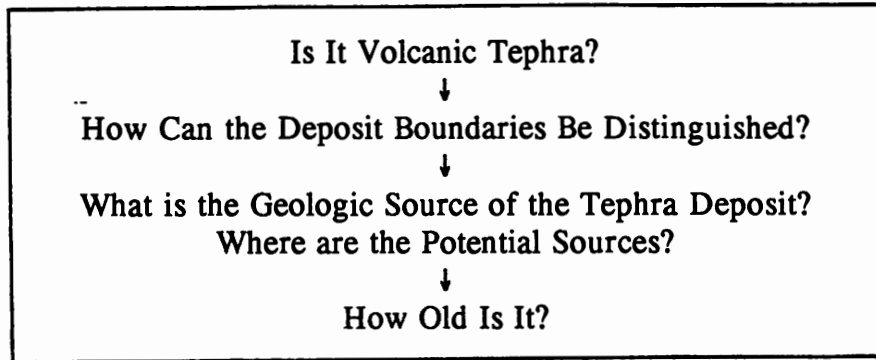 Is It Volcanic Tephra?
↓
How Can the Deposit Boundaries Be Distinguished?
↓
What is the Geologic Source of the Tephra Deposit?
Where are the Potential Sources?
↓
How Old Is It?